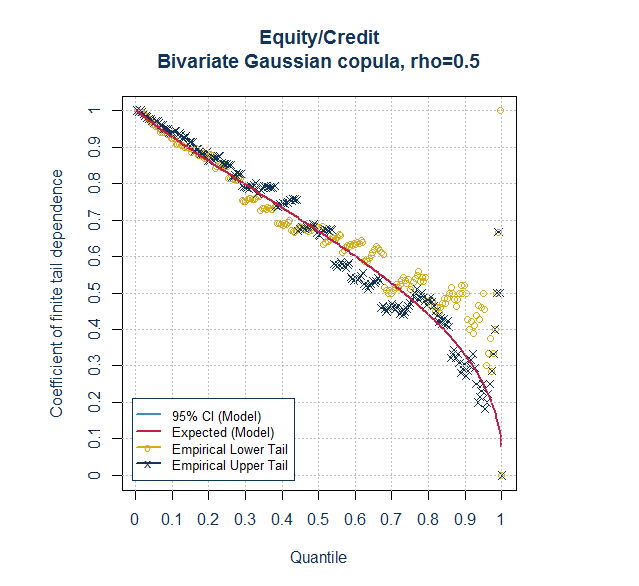 Equity/Credit
Bivariate Gaussian copula, rho=0.5
Coefficient of finite tail dependence
1
0.9
0.8
0.7
0.6
0.5
0.4
0.3
0.2
0.1
0
95% CI (Model)
Expected (Model)
Empirical Lower Tail
Empirical Upper Tail
0 0.1 0.2 0.3 0.4 0.5 0.6 0.7 0.8 0.9 1
Quantile